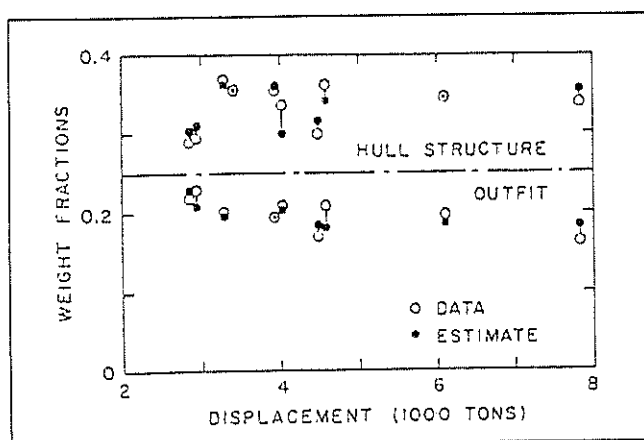 WEIGHT FRACTIONS
0.4
0.2
0
HULL STRUCTURE
OUTFIT
DATA
ESTIMATE
2
4
6
8
DISPLACEMENT (1000 TONS)